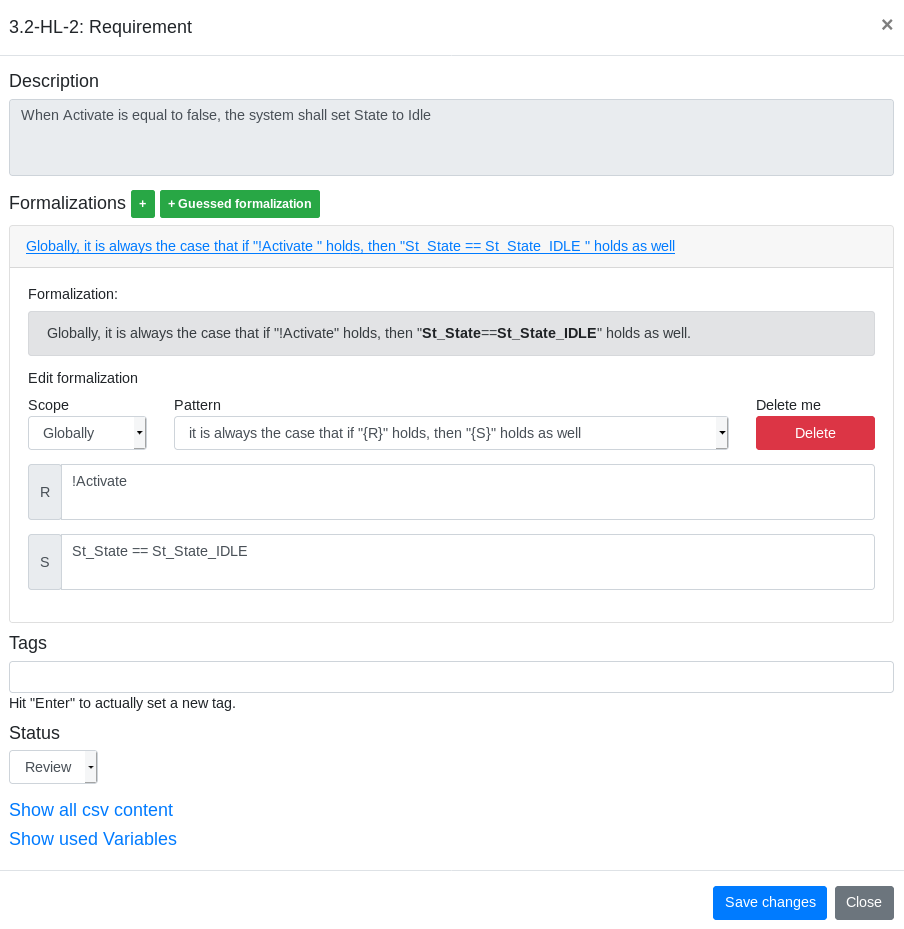 3.2-HL-2: Requirement ×
Description
When Activate is equal to false, the system shall set State to Idle
Formalizations + + Guessed formalization
Globally, it is always the case that if "!Activate " holds, then "St_State == St_State_IDLE " holds as well
Formalization:
Globally, it is always the case that if "!Activate" holds, then "St_State==St_State_IDLE" holds as well.
Edit formalization
Scope Pattern Delete me
Globally it is always the case that if "{R}" holds, then "{S}" holds as well Delete
R !Activate
S St_State == St_State_IDLE
Tags
Hit "Enter" to actually set a new tag.
Status
Review
Show all csv content
Show used Variables
Save changes Close